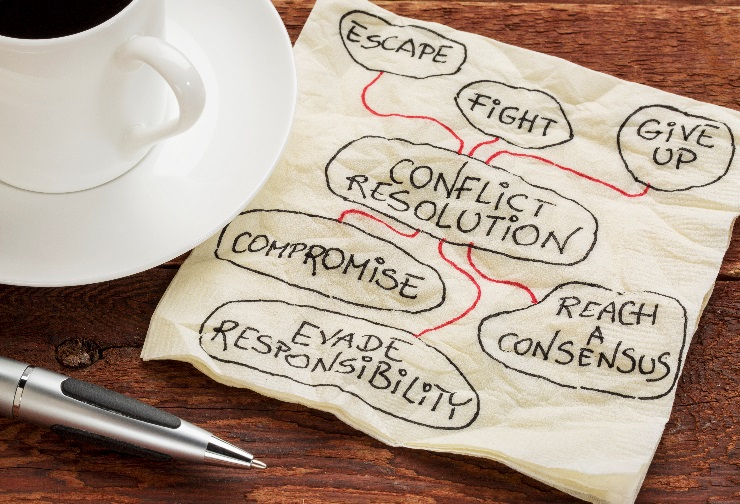 ESCAPE
FIGHT
GIVE
UP
CONFLICT
RESOLUTION
COMPROMISE
EVADE
RESPONSIBILITY
REACH
A
CONSENSUS